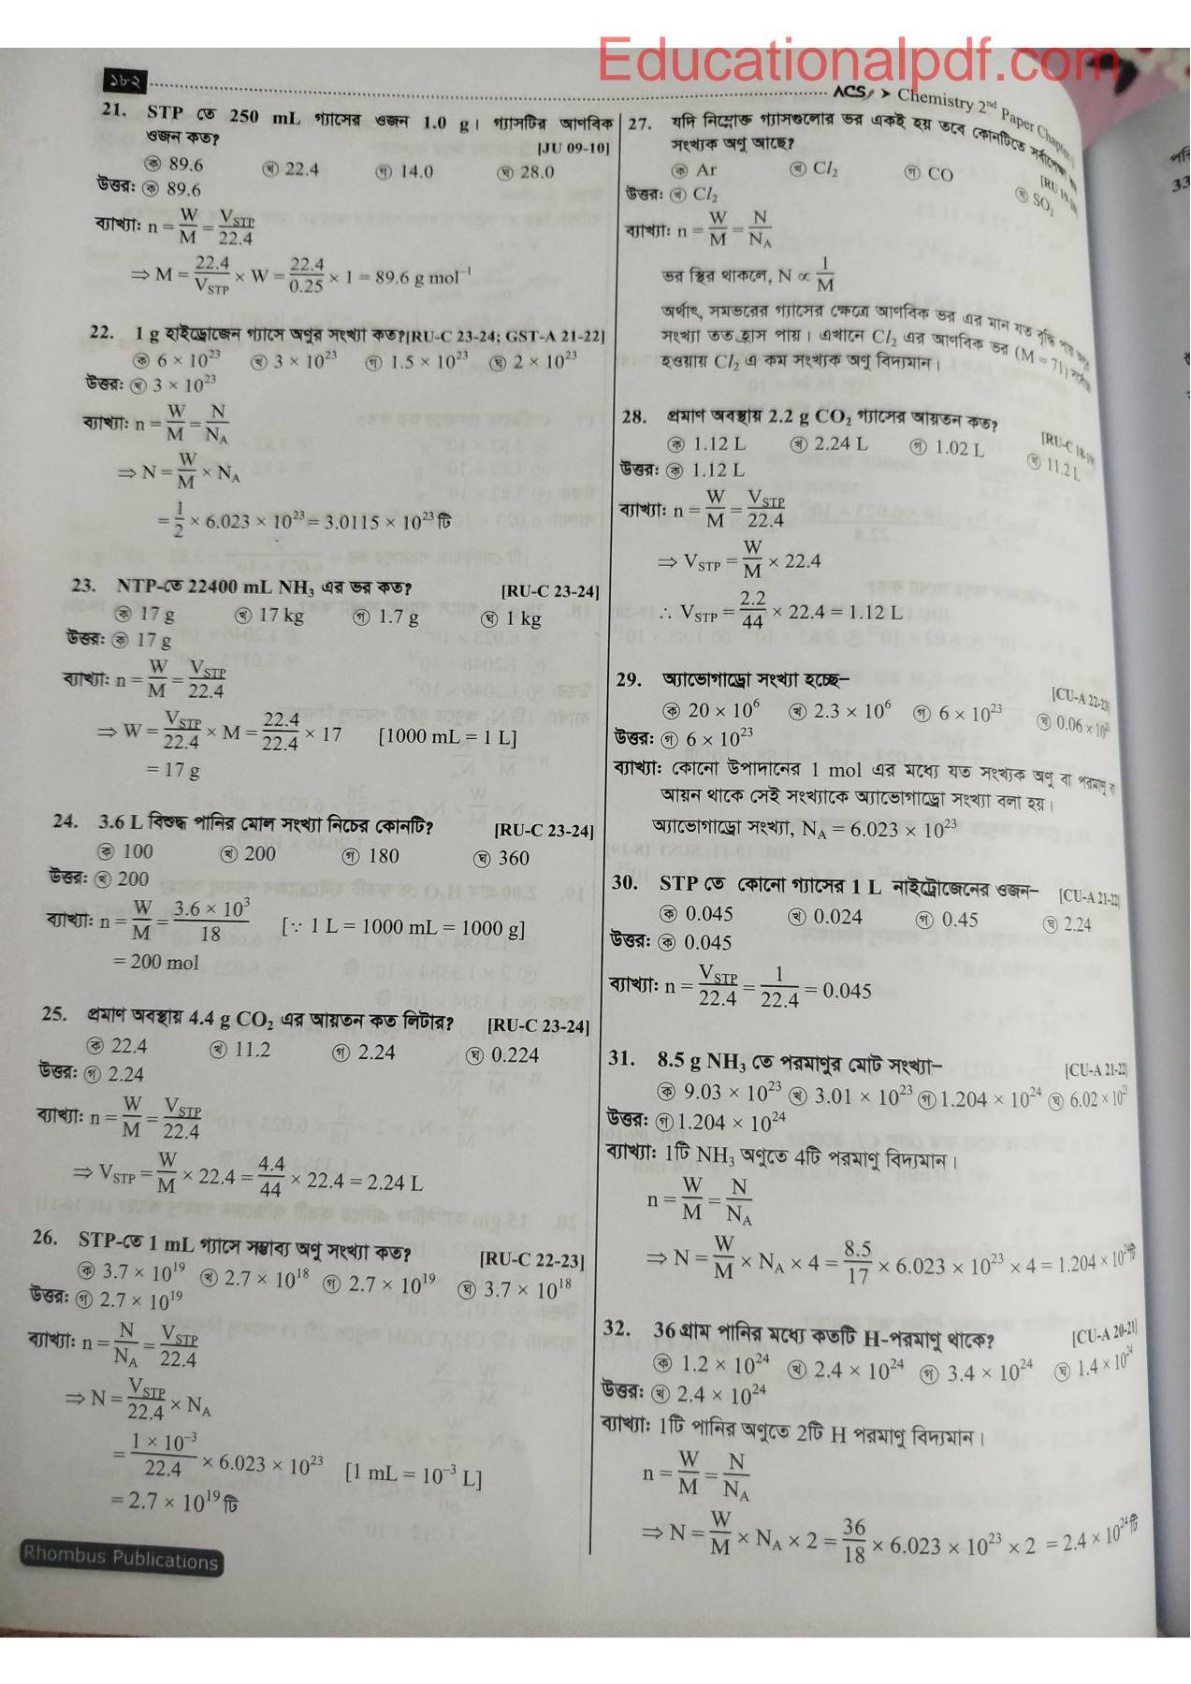 Educationalpdf.com
১৮২
ACS > Chemistry 2nd Paper Chapter
21. STP তে 250 mL গ্যাসের ওজন 1.0 g। গ্যাসটির আণবিক
ওজন কত? [JU 09-10]
ক 89.6 খ 22.4 গ 14.0 ঘ 28.0
উত্তর: ক 89.6
ব্যাখ্যা: n = W/M = V_STP/22.4
⇒ M = 22.4/V_STP × W = 22.4/0.25 × 1 = 89.6 g mol⁻¹
22. 1 g হাইড্রোজেন গ্যাসে অণুর সংখ্যা কত?[RU-C 23-24; GST-A 21-22]
ক 6 × 10²³ খ 3 × 10²³ গ 1.5 × 10²³ ঘ 2 × 10²³
উত্তর: খ 3 × 10²³
ব্যাখ্যা: n = W/M = N/N_A
⇒ N = W/M × N_A
= 1/2 × 6.023 × 10²³ = 3.0115 × 10²³ টি
23. NTP-তে 22400 mL NH₃ এর ভর কত? [RU-C 23-24]
ক 17 g খ 17 kg গ 1.7 g ঘ 1 kg
উত্তর: ক 17 g
ব্যাখ্যা: n = W/M = V_STP/22.4
⇒ W = V_STP/22.4 × M = 22.4/22.4 × 17 [1000 mL = 1 L]
= 17 g
24. 3.6 L বিশুদ্ধ পানির মোল সংখ্যা নিচের কোনটি? [RU-C 23-24]
ক 100 খ 200 গ 180 ঘ 360
উত্তর: খ 200
ব্যাখ্যা: n = W/M = 3.6 × 10³/18 [∵ 1 L = 1000 mL = 1000 g]
= 200 mol
25. প্রমাণ অবস্থায় 4.4 g CO₂ এর আয়তন কত লিটার? [RU-C 23-24]
ক 22.4 খ 11.2 গ 2.24 ঘ 0.224
উত্তর: গ 2.24
ব্যাখ্যা: n = W/M = V_STP/22.4
⇒ V_STP = W/M × 22.4 = 4.4/44 × 22.4 = 2.24 L
26. STP-তে 1 mL গ্যাসে সম্ভাব্য অণু সংখ্যা কত? [RU-C 22-23]
ক 3.7 × 10¹⁹ খ 2.7 × 10¹⁸ গ 2.7 × 10¹⁹ ঘ 3.7 × 10¹⁸
উত্তর: গ 2.7 × 10¹⁹
ব্যাখ্যা: n = N/N_A = V_STP/22.4
⇒ N = V_STP/22.4 × N_A
= 1 × 10⁻³/22.4 × 6.023 × 10²³ [1 mL = 10⁻³ L]
= 2.7 × 10¹⁹ টি
Rhombus Publications
27. যদি নিম্নোক্ত গ্যাসগুলোর ভর একই হয় তবে কোনটিতে সর্বাপেক্ষা কম
সংখ্যক অণু আছে? [RU
ক Ar খ Cl₂ গ CO ঘ SO₂
উত্তর: খ Cl₂
ব্যাখ্যা: n = W/M = N/N_A
ভর স্থির থাকলে, N ∝ 1/M
অর্থাৎ, সমভরের গ্যাসের ক্ষেত্রে আণবিক ভর এর মান যত বৃদ্ধি পায় অণুর
সংখ্যা তত হ্রাস পায়। এখানে Cl₂ এর আণবিক ভর (M = 71) সর্বাধিক
হওয়ায় Cl₂ এ কম সংখ্যক অণু বিদ্যমান।
28. প্রমাণ অবস্থায় 2.2 g CO₂ গ্যাসের আয়তন কত? [RU-C 18-19]
ক 1.12 L খ 2.24 L গ 1.02 L ঘ 11.2 L
উত্তর: ক 1.12 L
ব্যাখ্যা: n = W/M = V_STP/22.4
⇒ V_STP = W/M × 22.4
∴ V_STP = 2.2/44 × 22.4 = 1.12 L
29. অ্যাভোগাড্রো সংখ্যা হচ্ছে– [CU-A 22-23]
ক 20 × 10⁶ খ 2.3 × 10⁶ গ 6 × 10²³ ঘ 0.06 × 10²³
উত্তর: গ 6 × 10²³
ব্যাখ্যা: কোনো উপাদানের 1 mol এর মধ্যে যত সংখ্যক অণু বা পরমাণু বা
আয়ন থাকে সেই সংখ্যাকে অ্যাভোগাড্রো সংখ্যা বলা হয়।
অ্যাভোগাড্রো সংখ্যা, N_A = 6.023 × 10²³
30. STP তে কোনো গ্যাসের 1 L নাইট্রোজেনের ওজন– [CU-A 21-22]
ক 0.045 খ 0.024 গ 0.45 ঘ 2.24
উত্তর: ক 0.045
ব্যাখ্যা: n = V_STP/22.4 = 1/22.4 = 0.045
31. 8.5 g NH₃ তে পরমাণুর মোট সংখ্যা– [CU-A 21-22]
ক 9.03 × 10²³ খ 3.01 × 10²³ গ 1.204 × 10²⁴ ঘ 6.02 × 10²³
উত্তর: গ 1.204 × 10²⁴
ব্যাখ্যা: 1টি NH₃ অণুতে 4টি পরমাণু বিদ্যমান।
n = W/M = N/N_A
⇒ N = W/M × N_A × 4 = 8.5/17 × 6.023 × 10²³ × 4 = 1.204 × 10²⁴ টি
32. 36 গ্রাম পানির মধ্যে কতটি H-পরমাণু থাকে? [CU-A 20-21]
ক 1.2 × 10²⁴ খ 2.4 × 10²⁴ গ 3.4 × 10²⁴ ঘ 1.4 × 10²⁴
উত্তর: খ 2.4 × 10²⁴
ব্যাখ্যা: 1টি পানির অণুতে 2টি H পরমাণু বিদ্যমান।
n = W/M = N/N_A
⇒ N = W/M × N_A × 2 = 36/18 × 6.023 × 10²³ × 2 = 2.4 × 10²⁴ টি
33